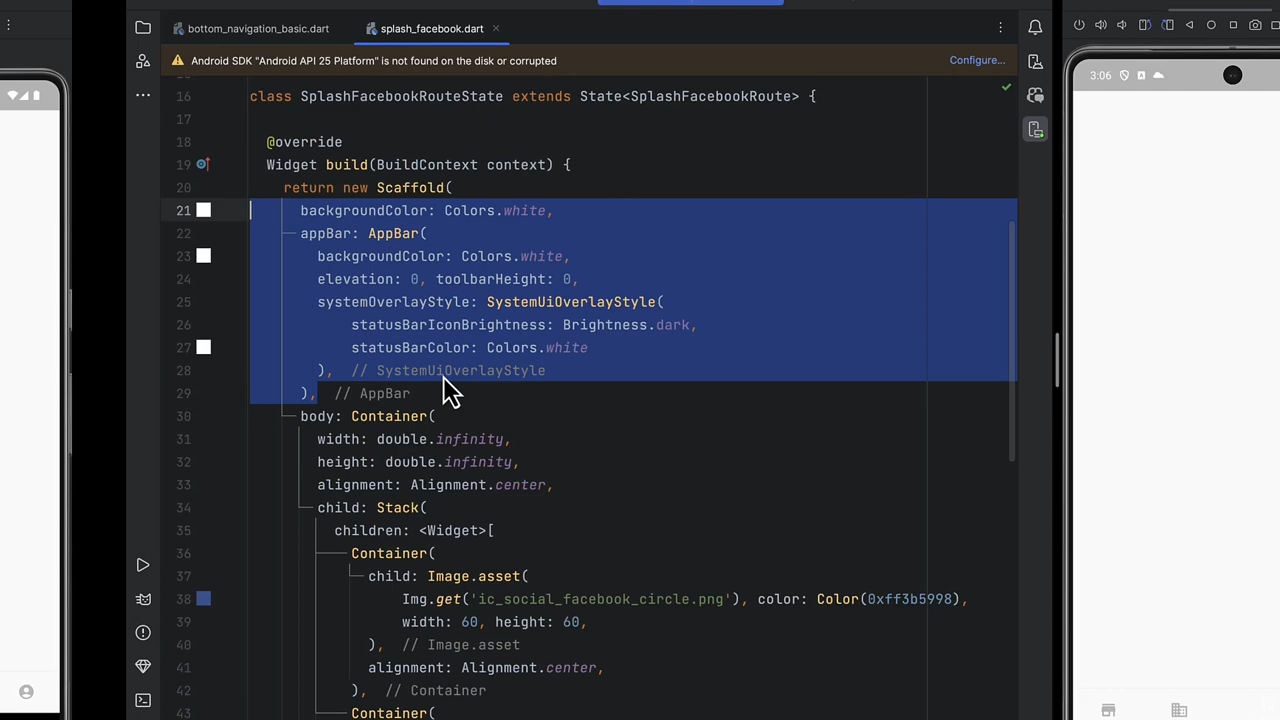 bottom_navigation_basic.dart
splash_facebook.dart
Android SDK "Android API 25 Platform" is not found on the disk or corrupted
Configure...
3:06
16 class SplashFacebookRouteState extends State<SplashFacebookRoute> {
17
18 @override
19 Widget build(BuildContext context) {
20 return new Scaffold(
21 backgroundColor: Colors.white,
22 appBar: AppBar(
23 backgroundColor: Colors.white,
24 elevation: 0, toolbarHeight: 0,
25 systemOverlayStyle: SystemUiOverlayStyle(
26 statusBarIconBrightness: Brightness.dark,
27 statusBarColor: Colors.white
28 ), // SystemUiOverlayStyle
29 ), // AppBar
30 body: Container(
31 width: double.infinity,
32 height: double.infinity,
33 alignment: Alignment.center,
34 child: Stack(
35 children: <Widget>[
36 Container(
37 child: Image.asset(
38 Img.get('ic_social_facebook_circle.png'), color: Color(0xff3b5998),
39 width: 60, height: 60,
40 ), // Image.asset
41 alignment: Alignment.center,
42 ), // Container
43 Container(